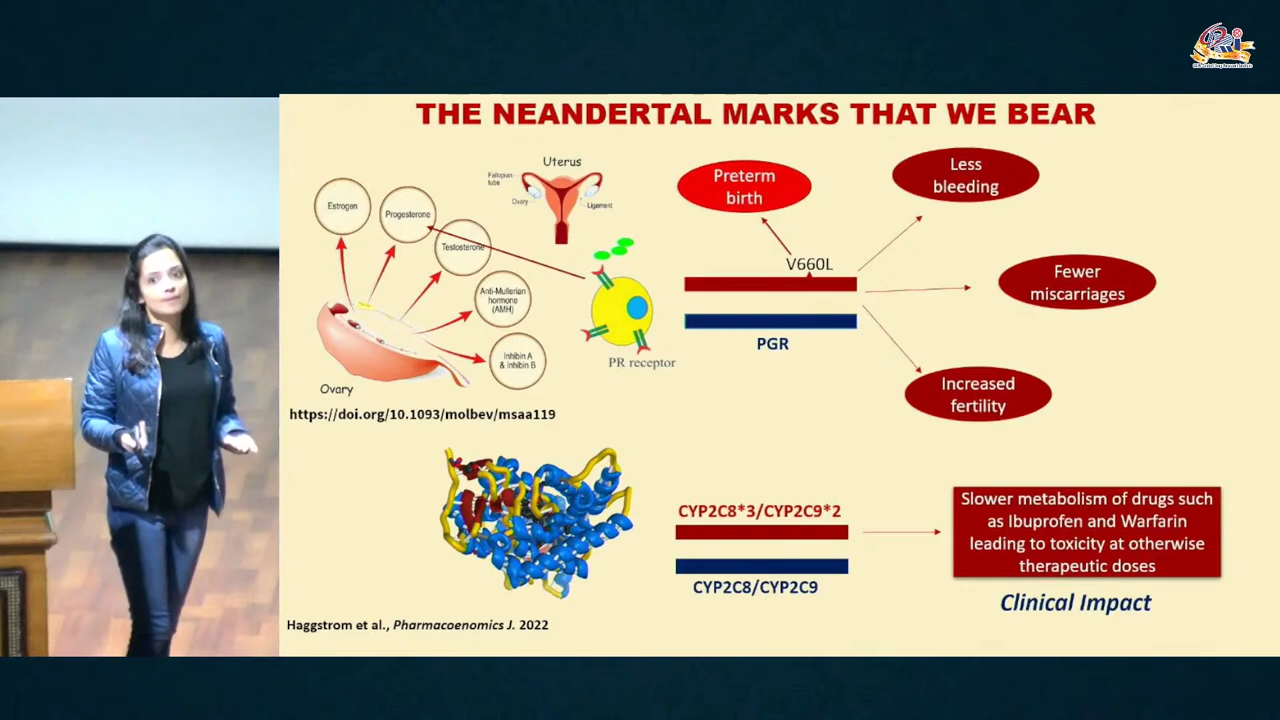 THE NEANDERTAL MARKS THAT WE BEAR
Uterus
Fallopian
tube
Ovary
Ligament
Estrogen
Progesterone
Testosterone
Anti-Mullerian
hormone
(AMH)
Inhibin A
& Inhibin B
Ovary
PR receptor
https://doi.org/10.1093/molbev/msaa119
Preterm
birth
V660L
PGR
Less
bleeding
Fewer
miscarriages
Increased
fertility
CYP2C8*3/CYP2C9*2
CYP2C8/CYP2C9
Slower metabolism of drugs such
as Ibuprofen and Warfarin
leading to toxicity at otherwise
therapeutic doses
Clinical Impact
Haggstrom et al., Pharmacoenomics J. 2022